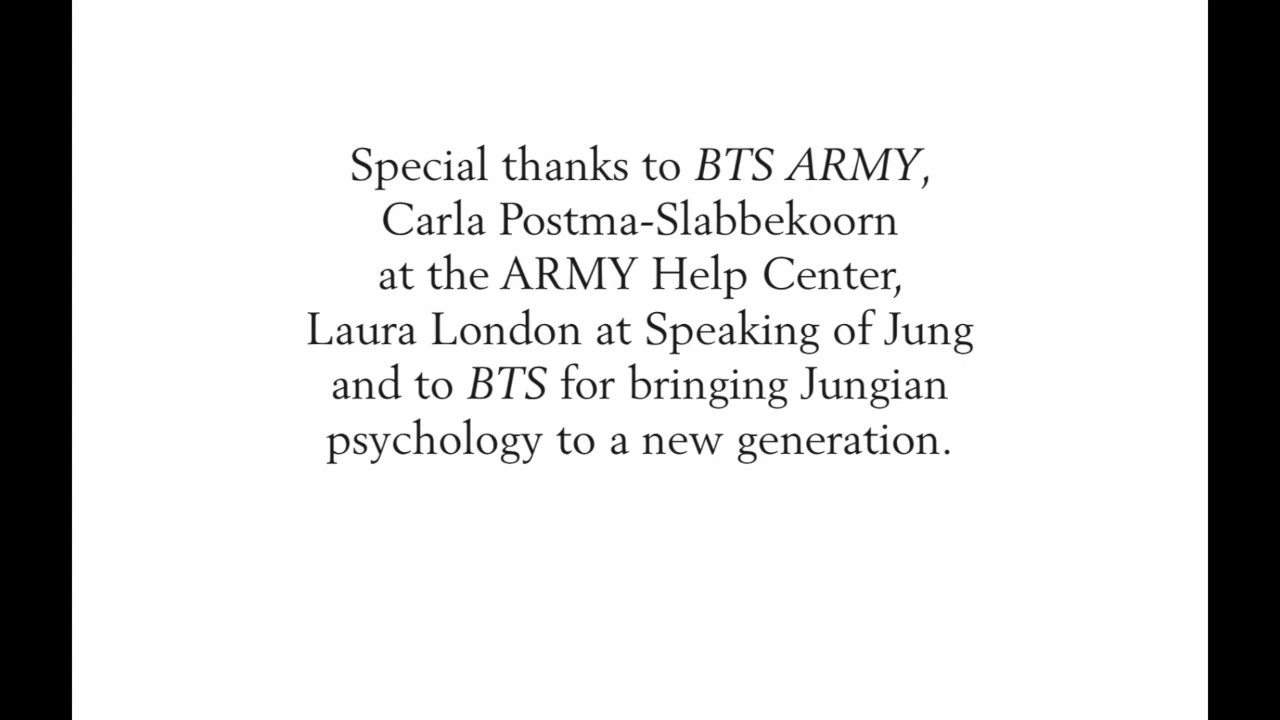 Special thanks to BTS ARMY,
Carla Postma-Slabbekoorn
at the ARMY Help Center,
Laura London at Speaking of Jung
and to BTS for bringing Jungian
psychology to a new generation.